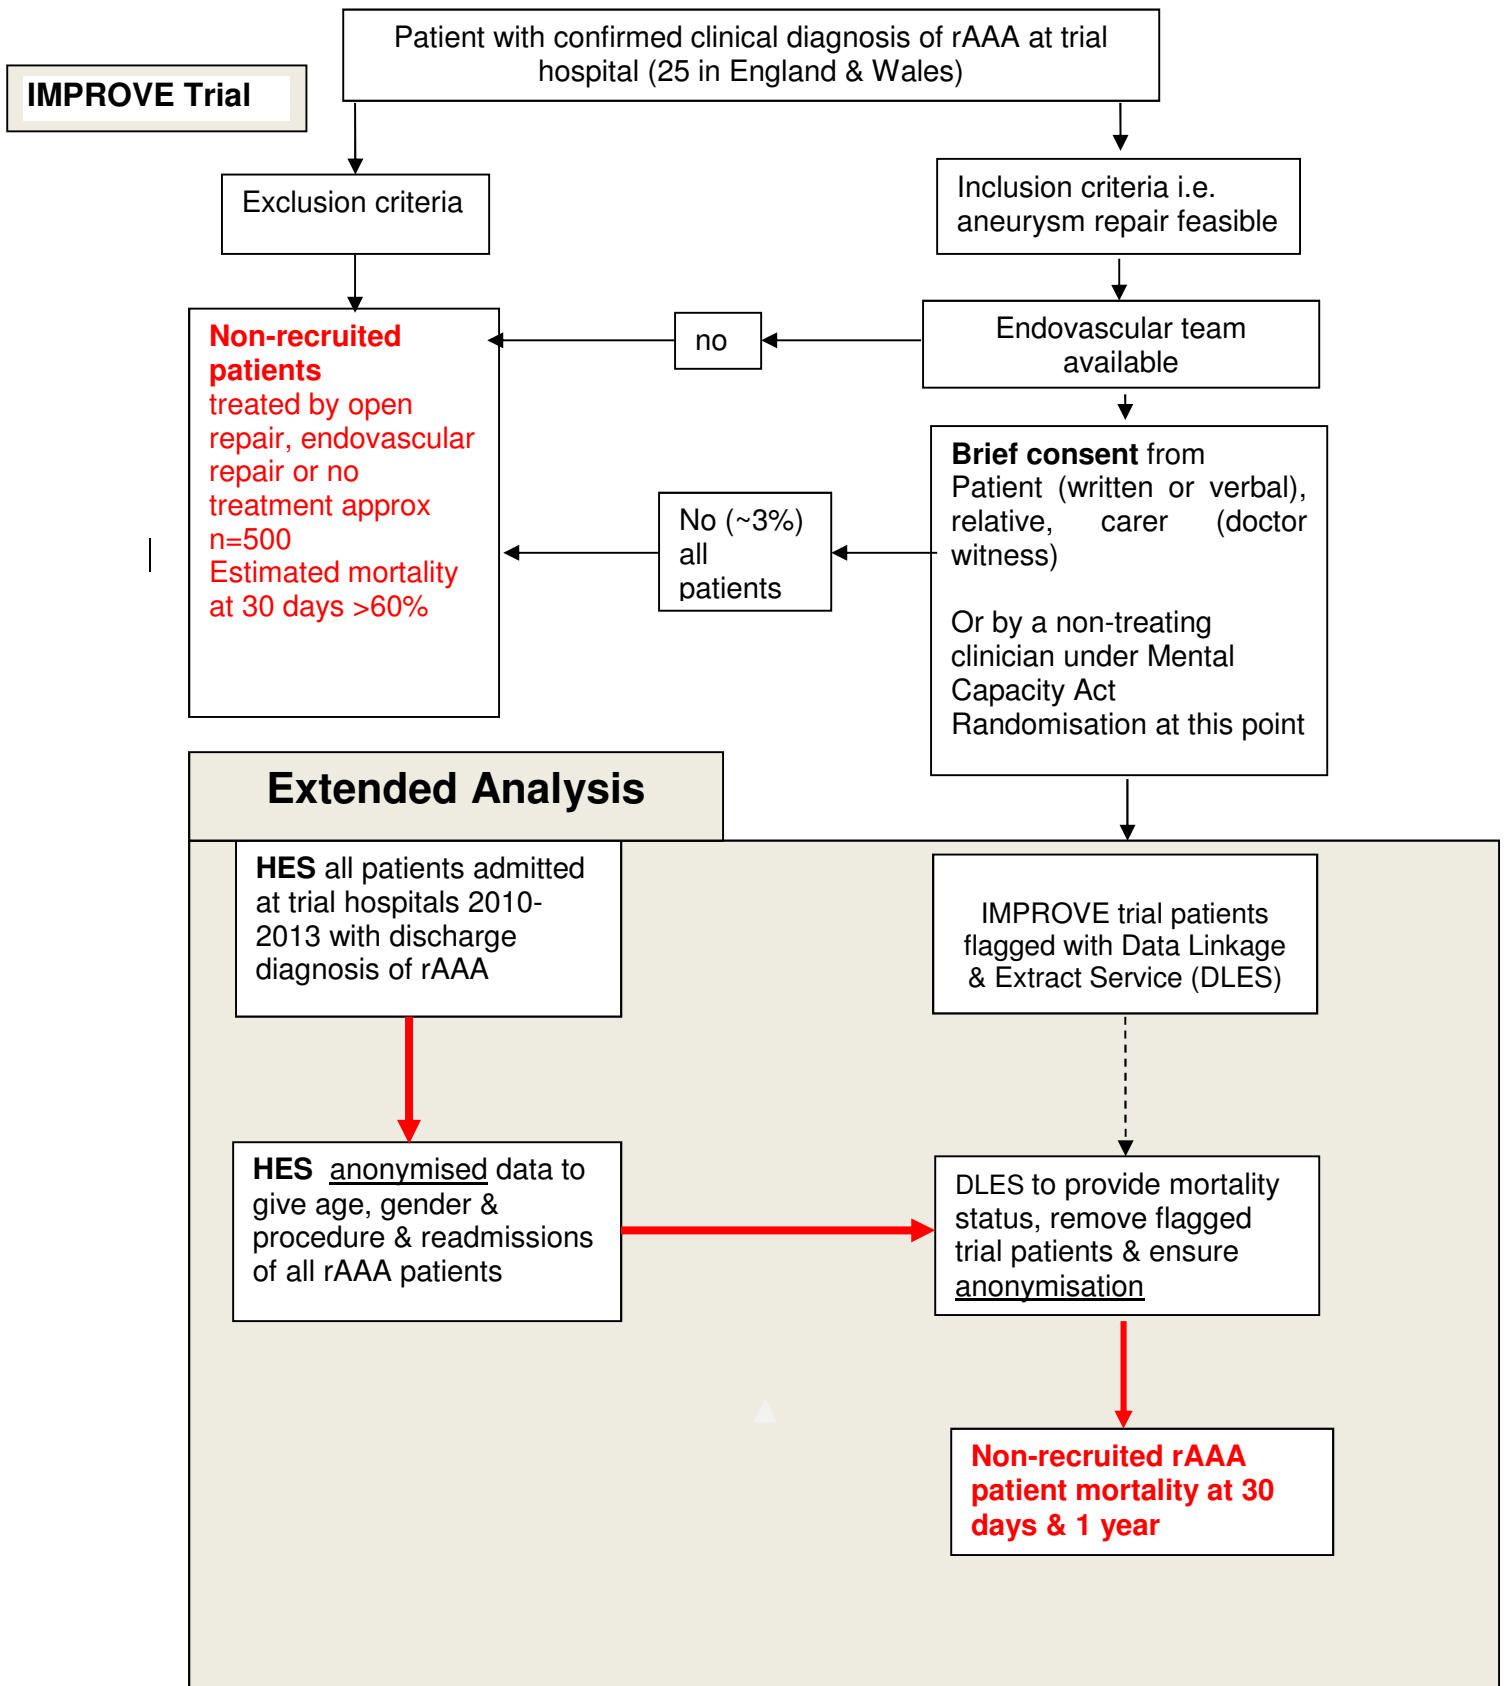 Patient with confirmed clinical diagnosis of rAAA at trial
hospital (25 in England & Wales)
IMPROVE Trial
Exclusion criteria
Inclusion criteria i.e.
aneurysm repair feasible
Non-recruited
patients
treated by open
repair, endovascular
repair or no
treatment approx
n=500
Estimated mortality
at 30 days >60%
no
Endovascular team
available
No (~3%)
all
patients
Brief consent from
Patient (written or verbal),
relative, carer (doctor
witness)
Or by a non-treating
clinician under Mental
Capacity Act
Randomisation at this point
Extended Analysis
HES all patients admitted
at trial hospitals 2010-
2013 with discharge
diagnosis of rAAA
IMPROVE trial patients
flagged with Data Linkage
& Extract Service (DLES)
HES anonymised data to
give age, gender &
procedure & readmissions
of all rAAA patients
DLES to provide mortality
status, remove flagged
trial patients & ensure
anonymisation
Non-recruited rAAA
patient mortality at 30
days & 1 year